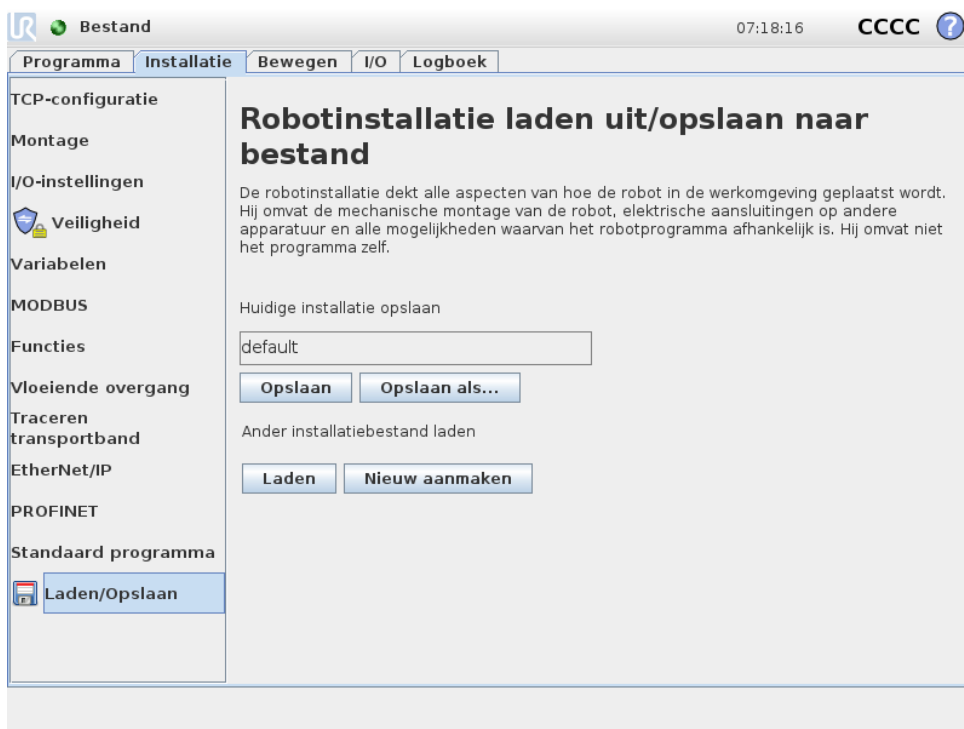 UR Bestand 07:18:16 CCCC ?
Programma Installatie Bewegen I/O Logboek
TCP-configuratie
Montage
I/O-instellingen
Veiligheid
Variabelen
MODBUS
Functies
Vloeiende overgang
Traceren
transportband
EtherNet/IP
PROFINET
Standaard programma
Laden/Opslaan
Robotinstallatie laden uit/opslaan naar
bestand
De robotinstallatie dekt alle aspecten van hoe de robot in de werkomgeving geplaatst wordt.
Hij omvat de mechanische montage van de robot, elektrische aansluitingen op andere
apparatuur en alle mogelijkheden waarvan het robotprogramma afhankelijk is. Hij omvat niet
het programma zelf.
Huidige installatie opslaan
default
Opslaan Opslaan als...
Ander installatiebestand laden
Laden Nieuw aanmaken